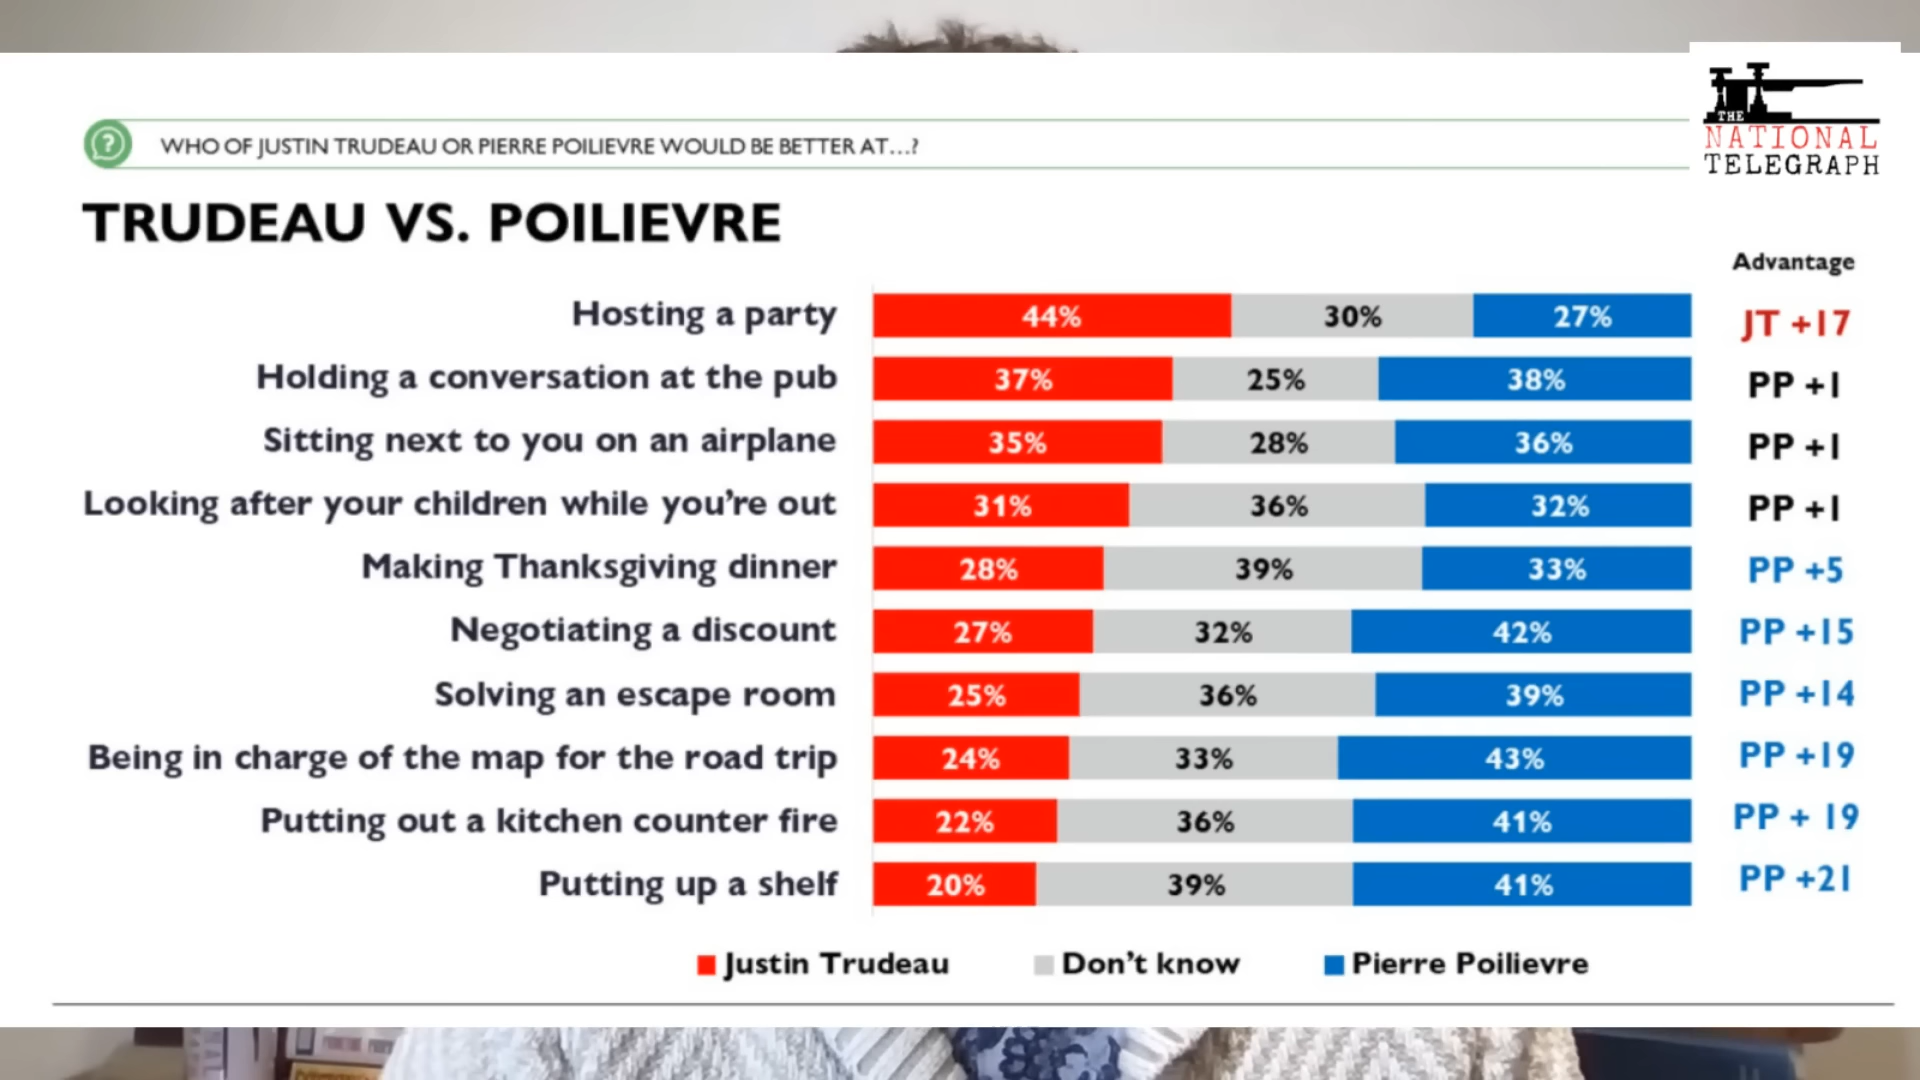 ?
WHO OF JUSTIN TRUDEAU OR PIERRE POILIEVRE WOULD BE BETTER AT...?
THE
NATIONAL
TELEGRAPH
TRUDEAU VS. POILIEVRE
Advantage
Hosting a party 44% 30% 27% JT +17
Holding a conversation at the pub 37% 25% 38% PP +1
Sitting next to you on an airplane 35% 28% 36% PP +1
Looking after your children while you're out 31% 36% 32% PP +1
Making Thanksgiving dinner 28% 39% 33% PP +5
Negotiating a discount 27% 32% 42% PP +15
Solving an escape room 25% 36% 39% PP +14
Being in charge of the map for the road trip 24% 33% 43% PP +19
Putting out a kitchen counter fire 22% 36% 41% PP + 19
Putting up a shelf 20% 39% 41% PP +21
Justin Trudeau Don't know Pierre Poilievre